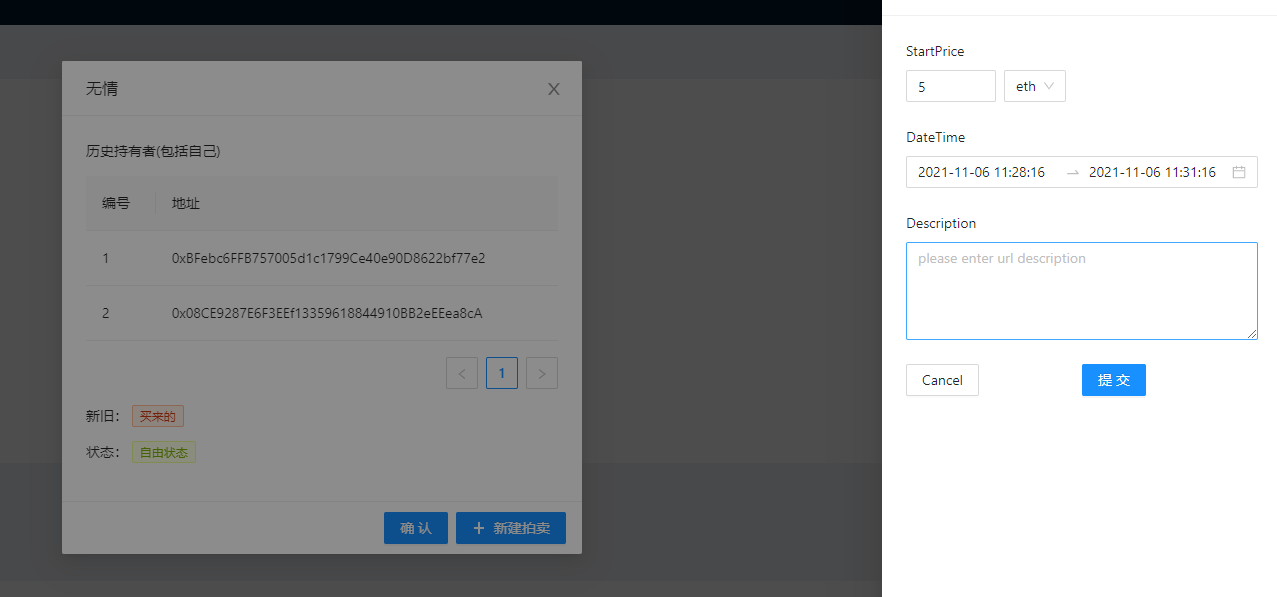 无情
历史持有者(包括自己)
编号 地址
1 0xBFebc6FFB757005d1c1799Ce40e90D8622bf77e2
2 0x08CE9287E6F3EEf13359618844910BB2eEEea8cA
< 1 >
新旧： 买来的
状态： 自由状态
确 认 + 新建拍卖
StartPrice
5 eth
DateTime
2021-11-06 11:28:16 → 2021-11-06 11:31:16
Description
please enter url description
Cancel 提 交